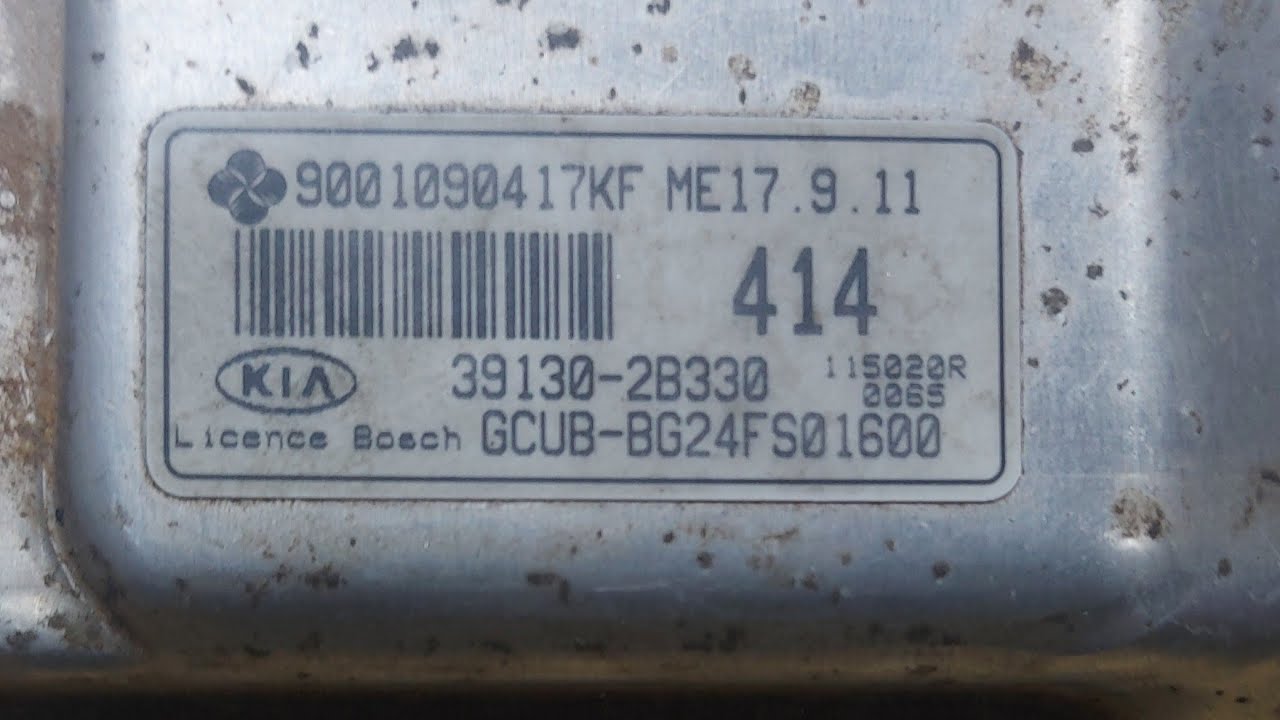 9001090417KF ME17.9.11
414
KIA 39130-2B330 115020R
0065
Licence Bosch GCUB-BG24FS01600